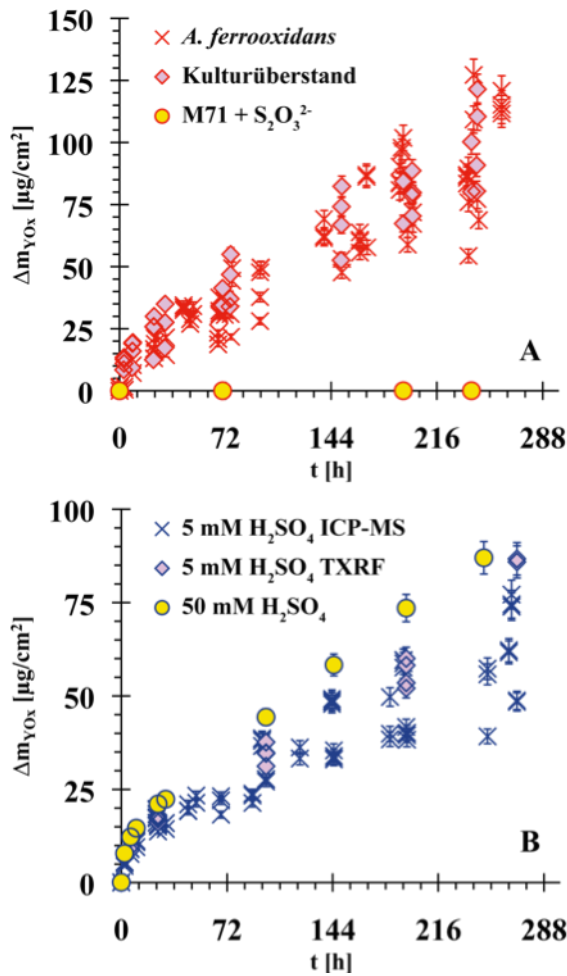 150
125
100
75
50
25
0
Δm_YOx [µg/cm²]
A. ferrooxidans
Kulturüberstand
M71 + S₂O₃²⁻
A
0 72 144 216 288
t [h]
100
75
50
25
0
Δm_YOx [µg/cm²]
5 mM H₂SO₄ ICP-MS
5 mM H₂SO₄ TXRF
50 mM H₂SO₄
B
0 72 144 216 288
t [h]